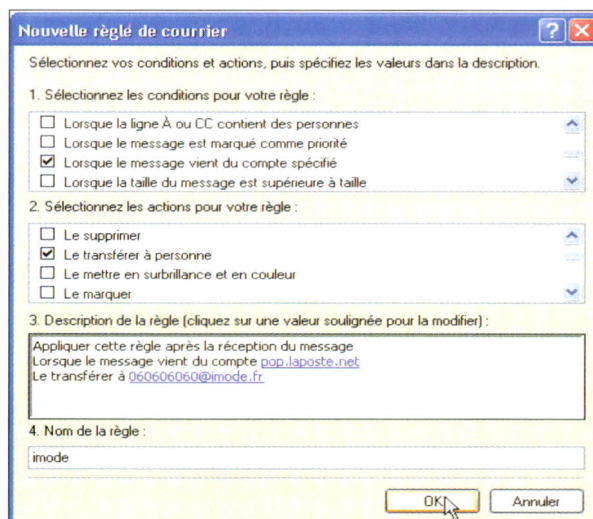 Nouvelle règle de courrier
Sélectionnez vos conditions et actions, puis spécifiez les valeurs dans la description.
1. Sélectionnez les conditions pour votre règle :
Lorsque la ligne À ou CC contient des personnes
Lorsque le message est marqué comme priorité
Lorsque le message vient du compte spécifié
Lorsque la taille du message est supérieure à taille
2. Sélectionnez les actions pour votre règle :
Le supprimer
Le transférer à personne
Le mettre en surbrillance et en couleur
Le marquer
3. Description de la règle (cliquez sur une valeur soulignée pour la modifier) :
Appliquer cette règle après la réception du message
Lorsque le message vient du compte pop.laposte.net
Le transférer à 060606060@imode.fr
4. Nom de la règle :
imode
OK Annuler